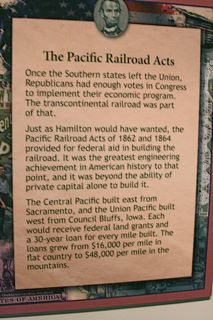 The Pacific Railroad Acts
Once the Southern states left the Union,
Republicans had enough votes in Congress
to implement their economic program.
The transcontinental railroad was part
of that.
Just as Hamilton would have wanted, the
Pacific Railroad Acts of 1862 and 1864
provided for federal aid in building the
railroad. It was the greatest engineering
achievement in American history to that
point, and it was beyond the ability of
private capital alone to build it.
The Central Pacific built east from
Sacramento, and the Union Pacific built
west from Council Bluffs, Iowa. Each
would receive federal land grants and
a 30-year loan for every mile built. The
loans grew from $16,000 per mile in
flat country to $48,000 per mile in the
mountains.
TES OF AMERICA